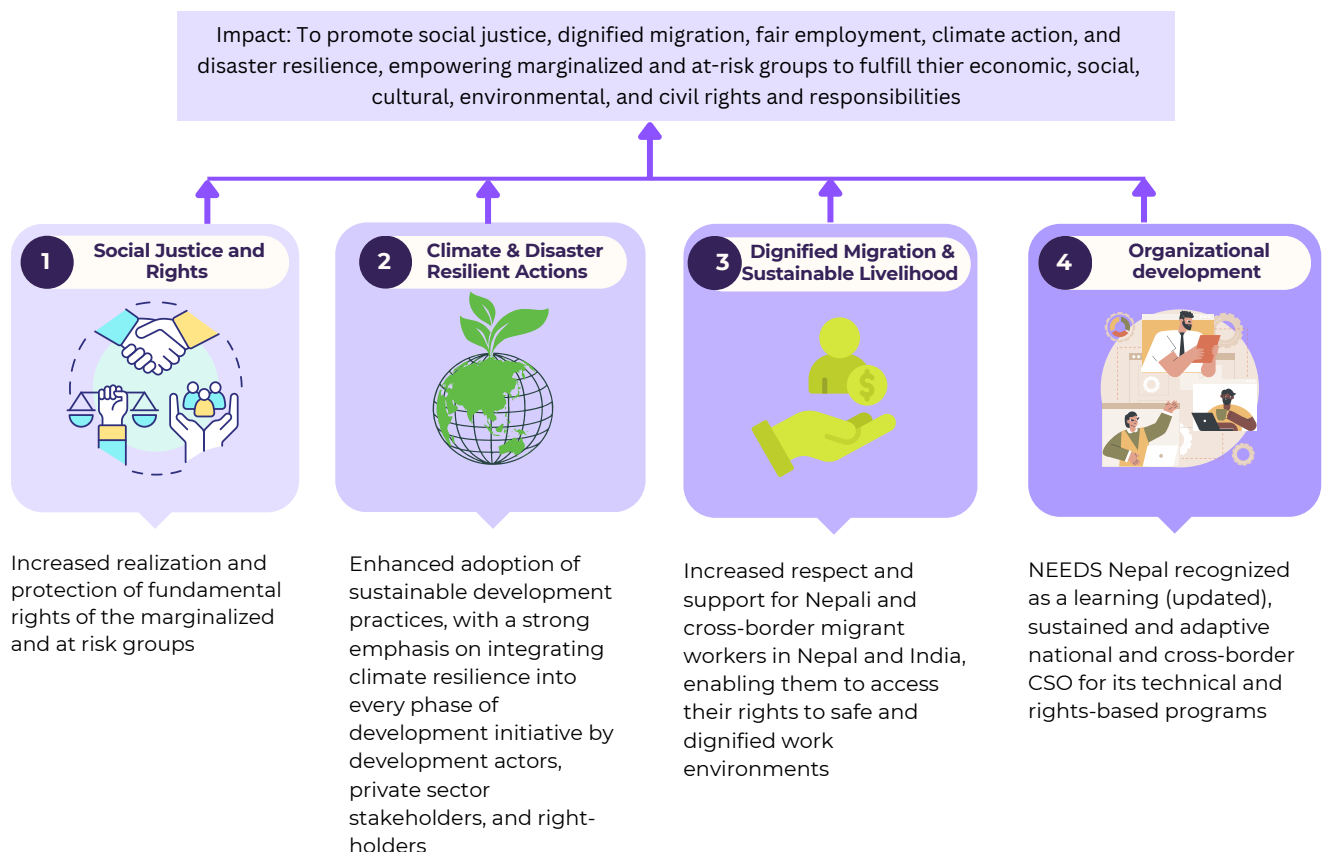 Impact: To promote social justice, dignified migration, fair employment, climate action, and
disaster resilience, empowering marginalized and at-risk groups to fulfill thier economic, social,
cultural, environmental, and civil rights and responsibilities
1
Social Justice and
Rights
2
Climate & Disaster
Resilient Actions
3
Dignified Migration &
Sustainable Livelihood
4
Organizational
development
$
Increased realization and
protection of fundamental
rights of the marginalized
and at risk groups
Enhanced adoption of
sustainable development
practices, with a strong
emphasis on integrating
climate resilience into
every phase of
development initiative by
development actors,
private sector
stakeholders, and right-
holders
Increased respect and
support for Nepali and
cross-border migrant
workers in Nepal and India,
enabling them to access
their rights to safe and
dignified work
environments
NEEDS Nepal recognized
as a learning (updated),
sustained and adaptive
national and cross-border
CSO for its technical and
rights-based programs